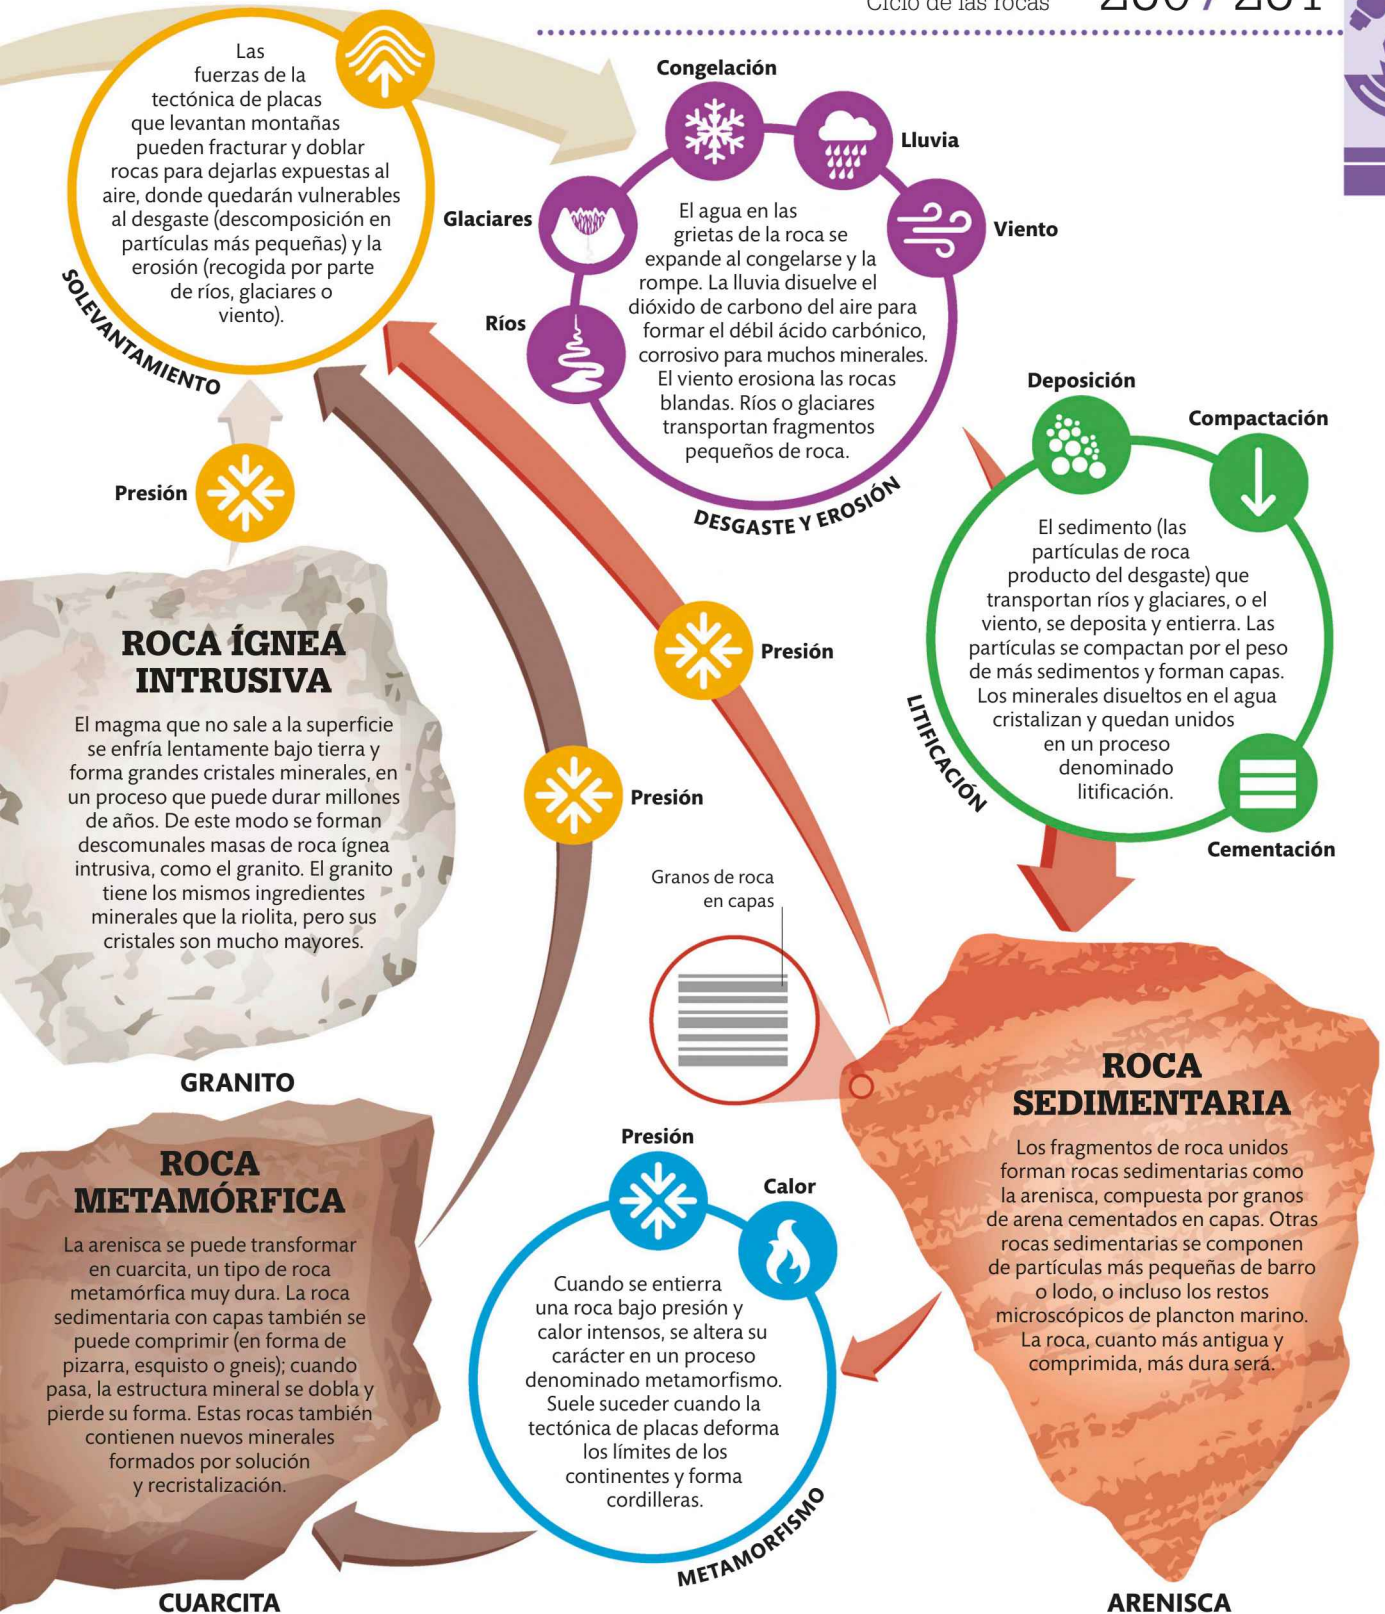 Ciclo de las rocas
Las
fuerzas de la
tectónica de placas
que levantan montañas
pueden fracturar y doblar
rocas para dejarlas expuestas al
aire, donde quedarán vulnerables
al desgaste (descomposición en
partículas más pequeñas) y la
erosión (recogida por parte
de ríos, glaciares o
viento).
SOLEVANTAMIENTO
Congelación
Lluvia
Glaciares
Viento
Ríos
El agua en las
grietas de la roca se
expande al congelarse y la
rompe. La lluvia disuelve el
dióxido de carbono del aire para
formar el débil ácido carbónico,
corrosivo para muchos minerales.
El viento erosiona las rocas
blandas. Ríos o glaciares
transportan fragmentos
pequeños de roca.
DESGASTE Y EROSIÓN
Deposición
Compactación
El sedimento (las
partículas de roca
producto del desgaste) que
transportan ríos y glaciares, o el
viento, se deposita y entierra. Las
partículas se compactan por el peso
de más sedimentos y forman capas.
Los minerales disueltos en el agua
cristalizan y quedan unidos
en un proceso
denominado
litificación.
LITIFICACIÓN
Cementación
Presión
Presión
Presión
ROCA ÍGNEA
INTRUSIVA
El magma que no sale a la superficie
se enfría lentamente bajo tierra y
forma grandes cristales minerales, en
un proceso que puede durar millones
de años. De este modo se forman
descomunales masas de roca ígnea
intrusiva, como el granito. El granito
tiene los mismos ingredientes
minerales que la riolita, pero sus
cristales son mucho mayores.
GRANITO
Granos de roca
en capas
ROCA
SEDIMENTARIA
Los fragmentos de roca unidos
forman rocas sedimentarias como
la arenisca, compuesta por granos
de arena cementados en capas. Otras
rocas sedimentarias se componen
de partículas más pequeñas de barro
o lodo, o incluso los restos
microscópicos de plancton marino.
La roca, cuanto más antigua y
comprimida, más dura será.
ARENISCA
Presión
Calor
Cuando se entierra
una roca bajo presión y
calor intensos, se altera su
carácter en un proceso
denominado metamorfismo.
Suele suceder cuando la
tectónica de placas deforma
los límites de los
continentes y forma
cordilleras.
METAMORFISMO
ROCA
METAMÓRFICA
La arenisca se puede transformar
en cuarcita, un tipo de roca
metamórfica muy dura. La roca
sedimentaria con capas también se
puede comprimir (en forma de
pizarra, esquisto o gneis); cuando
pasa, la estructura mineral se dobla y
pierde su forma. Estas rocas también
contienen nuevos minerales
formados por solución
y recristalización.
CUARCITA